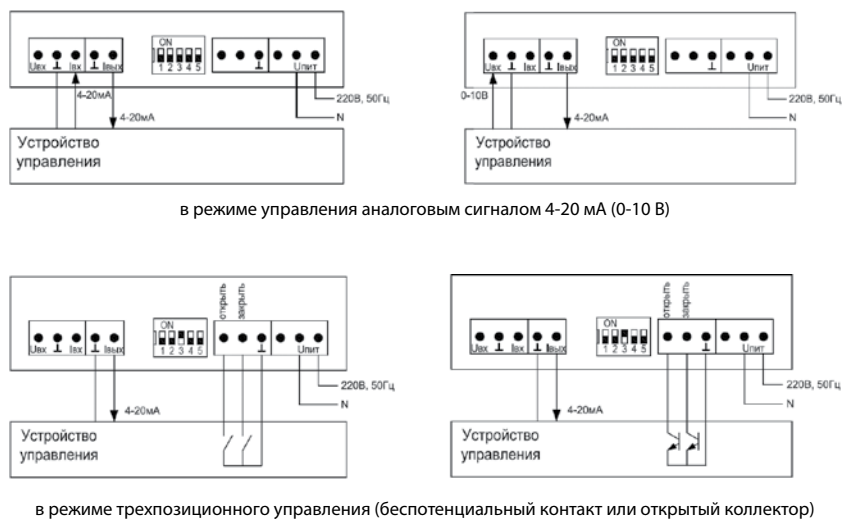 ON
Uвх ⊥ Iвх ⊥ Iвых 1 2 3 4 5 ⊥ Uпит
4-20мА
220В, 50Гц
4-20мА N
Устройство
управления
ON
Uвх ⊥ Iвх ⊥ Iвых 1 2 3 4 5 ⊥ Uпит
0-10В
220В, 50Гц
4-20мА N
Устройство
управления
в режиме управления аналоговым сигналом 4-20 мА (0-10 В)
открыть
закрыть
ON
Uвх ⊥ Iвх ⊥ Iвых 1 2 3 4 5 ⊥ Uпит
220В, 50Гц
4-20мА N
Устройство
управления
открыть
закрыть
ON
Uвх ⊥ Iвх ⊥ Iвых 1 2 3 4 5 ⊥ Uпит
220В, 50Гц
4-20мА N
Устройство
управления
в режиме трехпозиционного управления (беспотенциальный контакт или открытый коллектор)